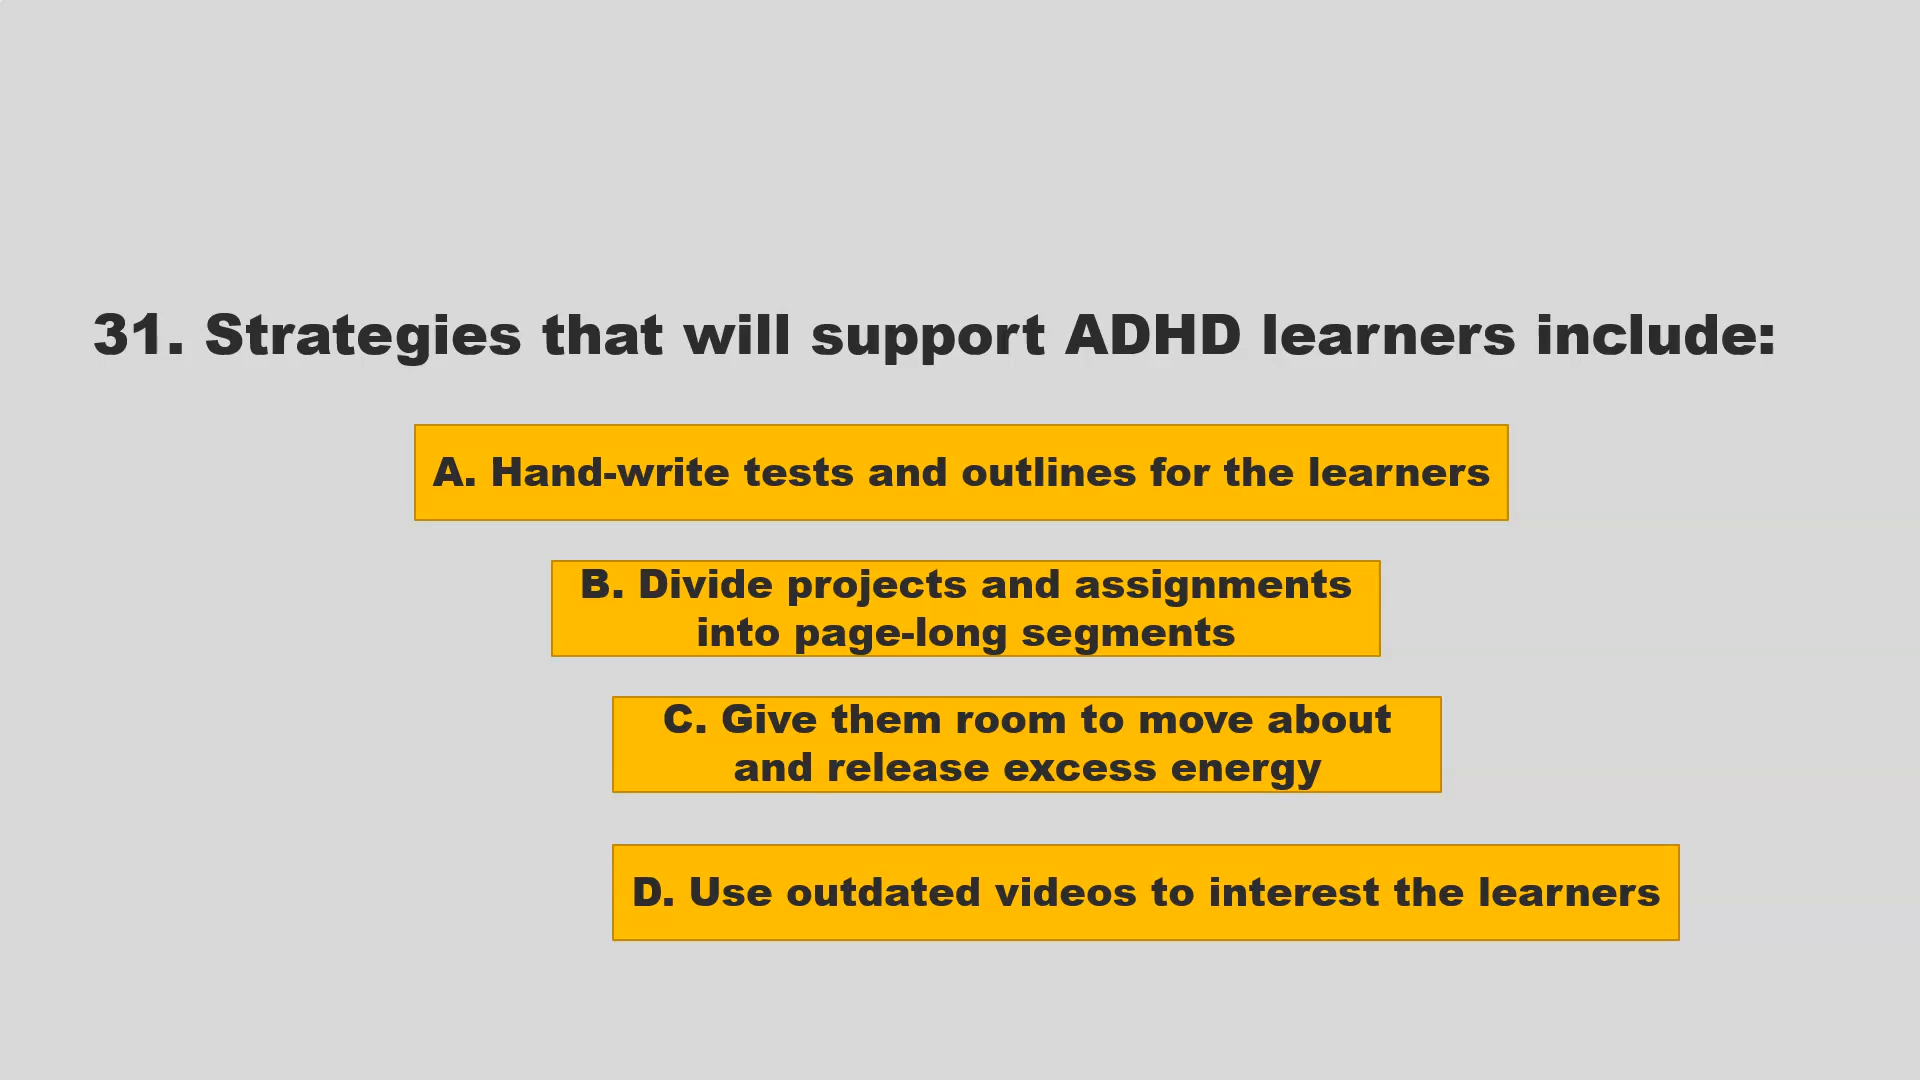 31. Strategies that will support ADHD learners include:
A. Hand-write tests and outlines for the learners
B. Divide projects and assignments
into page-long segments
C. Give them room to move about
and release excess energy
D. Use outdated videos to interest the learners